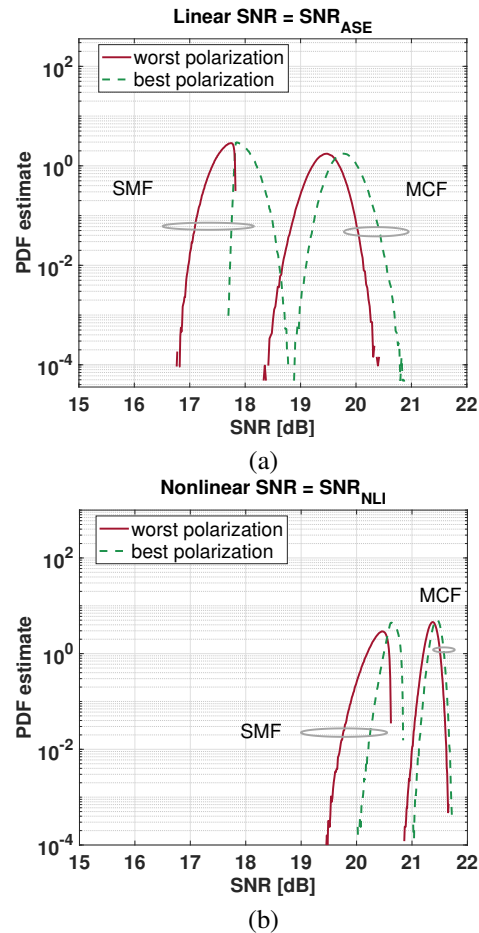 Linear SNR = SNR_ASE
worst polarization
best polarization
SMF
MCF
PDF estimate
10^2
10^0
10^-2
10^-4
15 16 17 18 19 20 21 22
SNR [dB]
(a)
Nonlinear SNR = SNR_NLI
worst polarization
best polarization
MCF
SMF
PDF estimate
10^2
10^0
10^-2
10^-4
15 16 17 18 19 20 21 22
SNR [dB]
(b)